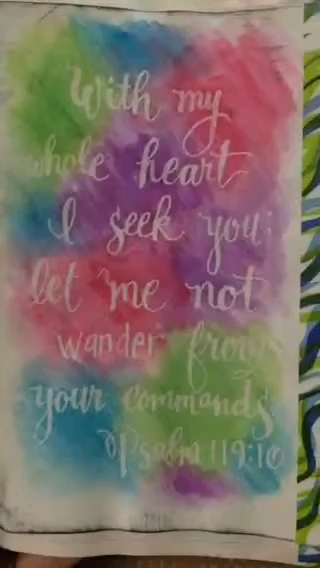 With my
whole heart
I seek you;
let me not
wander from
your commands
Psalm 119:10